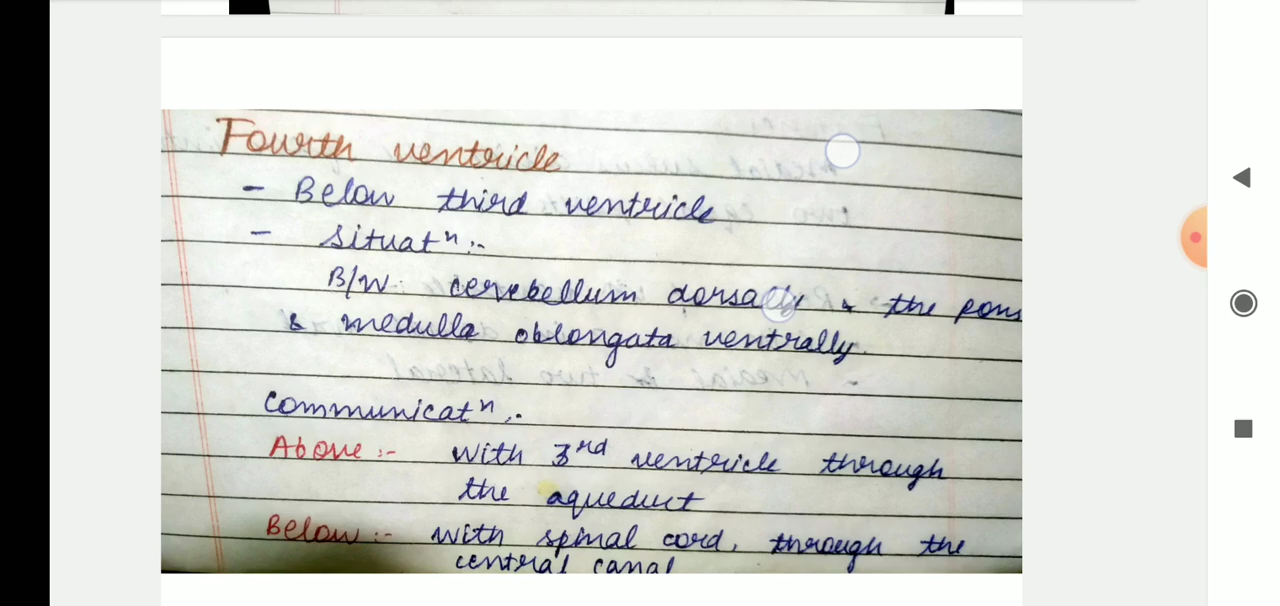 Fourth ventricle
- Below third ventricle
- Situatⁿ :-
B/W cerebellum dorsally & the pons
& medulla oblongata ventrally.
Communicatⁿ :-
Above :- with 3rd ventricle through
the aqueduct
Below :- with spinal cord, through the
central canal